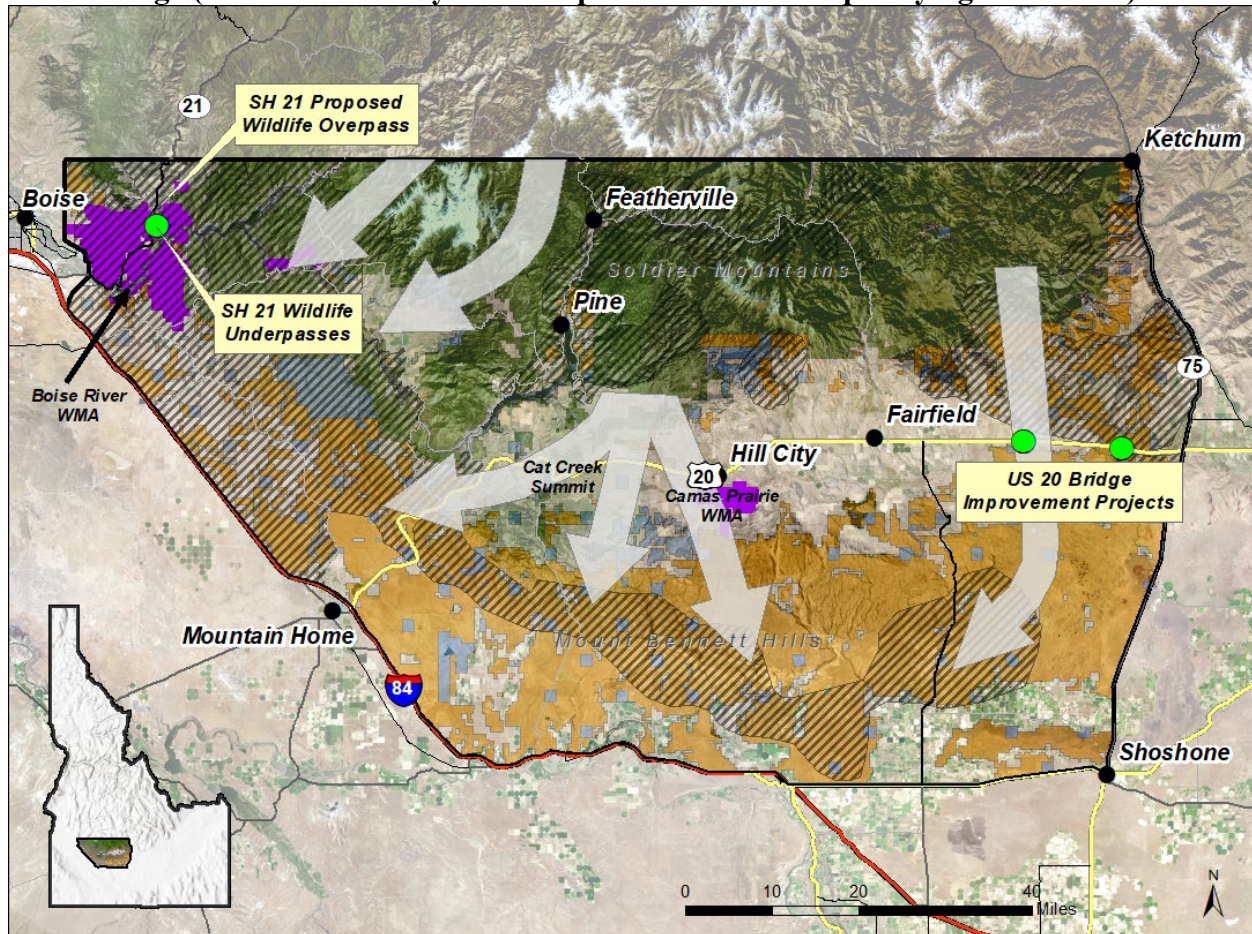 21
SH 21 Proposed
Wildlife Overpass
Ketchum
Boise
Featherville
Soldier Mountains
SH 21 Wildlife
Underpasses
Pine
Boise River
WMA
75
Fairfield
Cat Creek
Summit
20
Hill City
Camas Prairie
WMA
US 20 Bridge
Improvement Projects
Mountain Home
Mount Bennett Hills
84
Shoshone
N
0 10 20 40
Miles